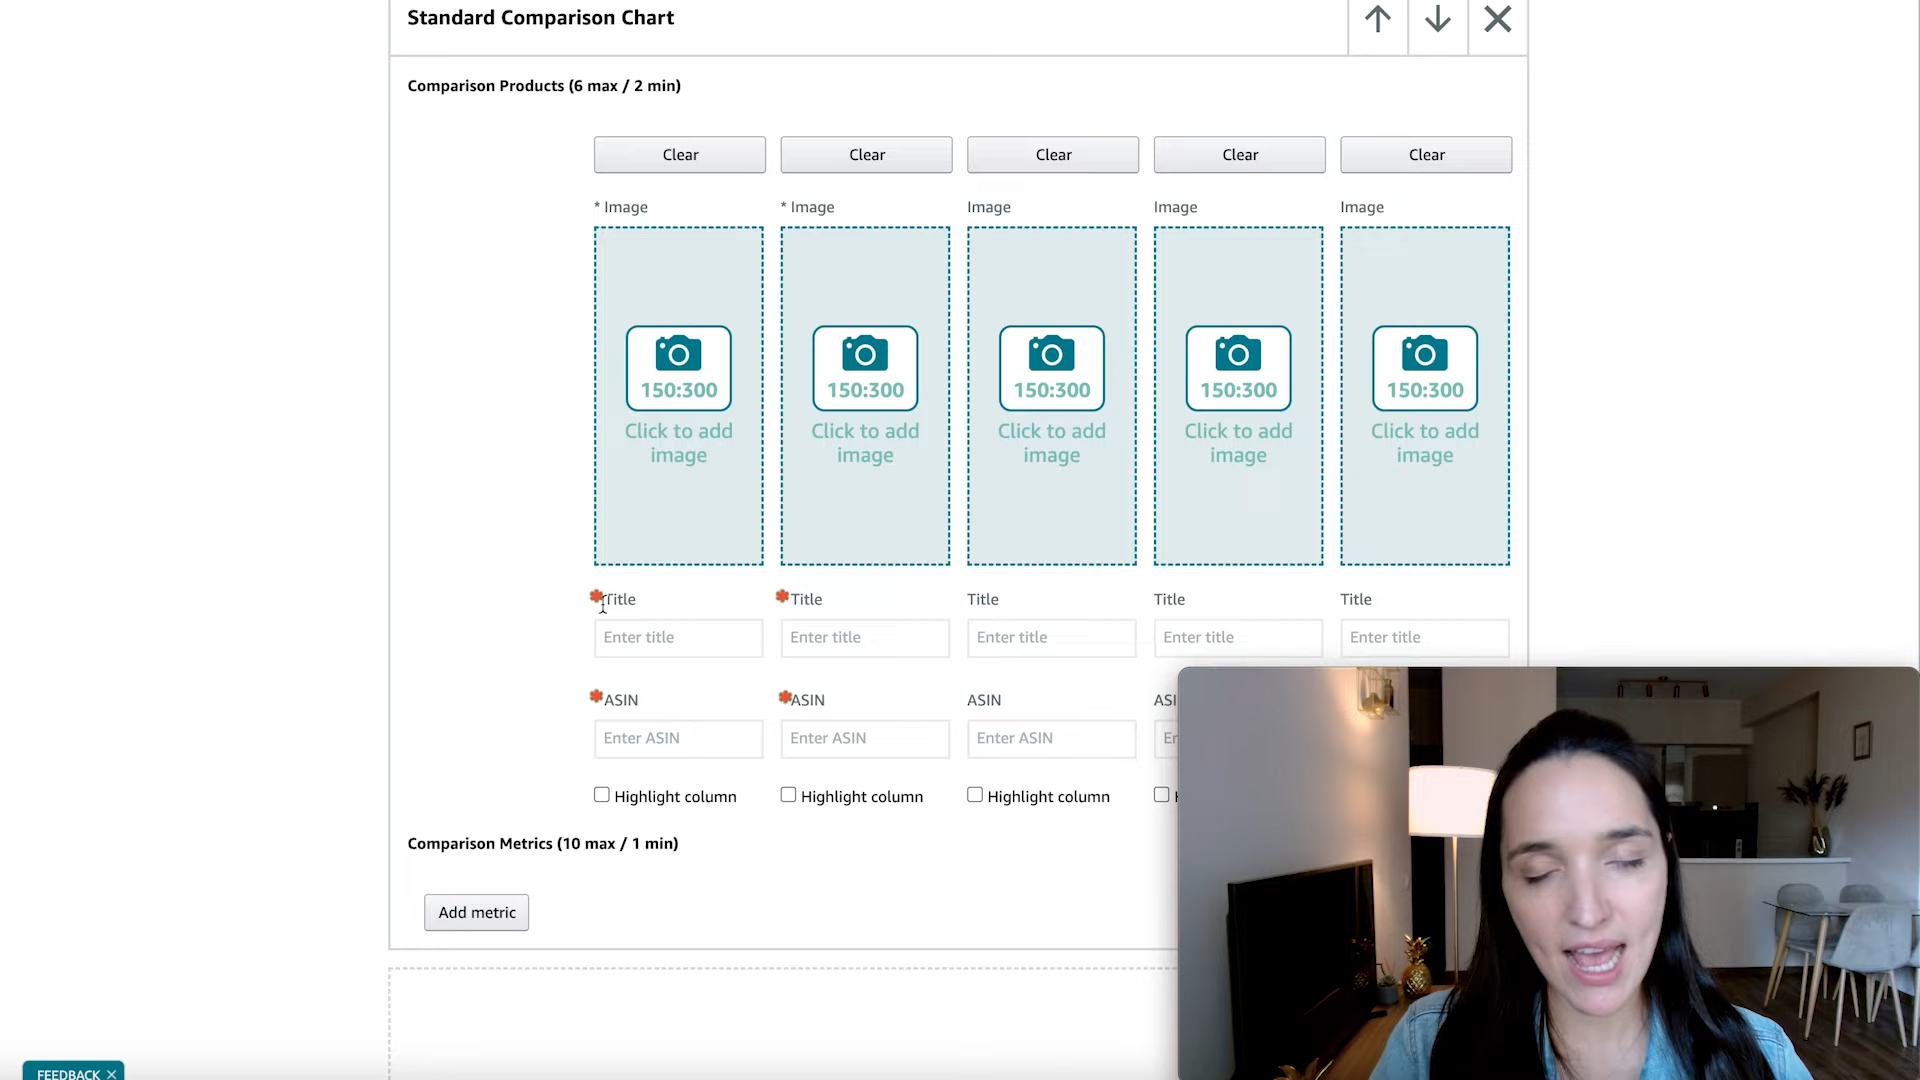 Standard Comparison Chart
Comparison Products (6 max / 2 min)
Clear Clear Clear Clear Clear
* Image * Image Image Image Image
150:300 150:300 150:300 150:300 150:300
Click to add image Click to add image Click to add image Click to add image Click to add image
*Title *Title Title Title Title
Enter title Enter title Enter title Enter title Enter title
*ASIN *ASIN ASIN ASI
Enter ASIN Enter ASIN Enter ASIN Er
Highlight column Highlight column Highlight column
Comparison Metrics (10 max / 1 min)
Add metric
FEEDBACK ×